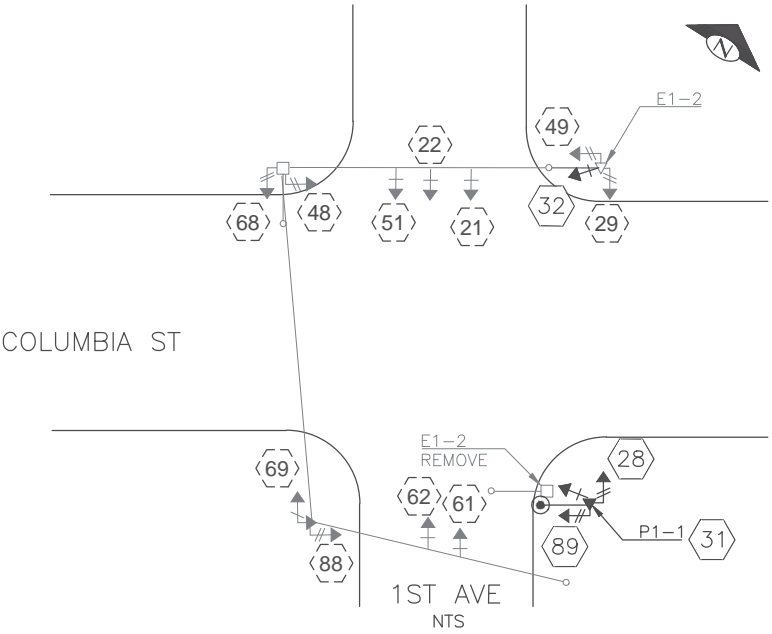 N
E1-2
49
22
32
68
48
51
21
29
COLUMBIA ST
E1-2
REMOVE
28
69
62
61
P1-1
31
89
88
1ST AVE
NTS